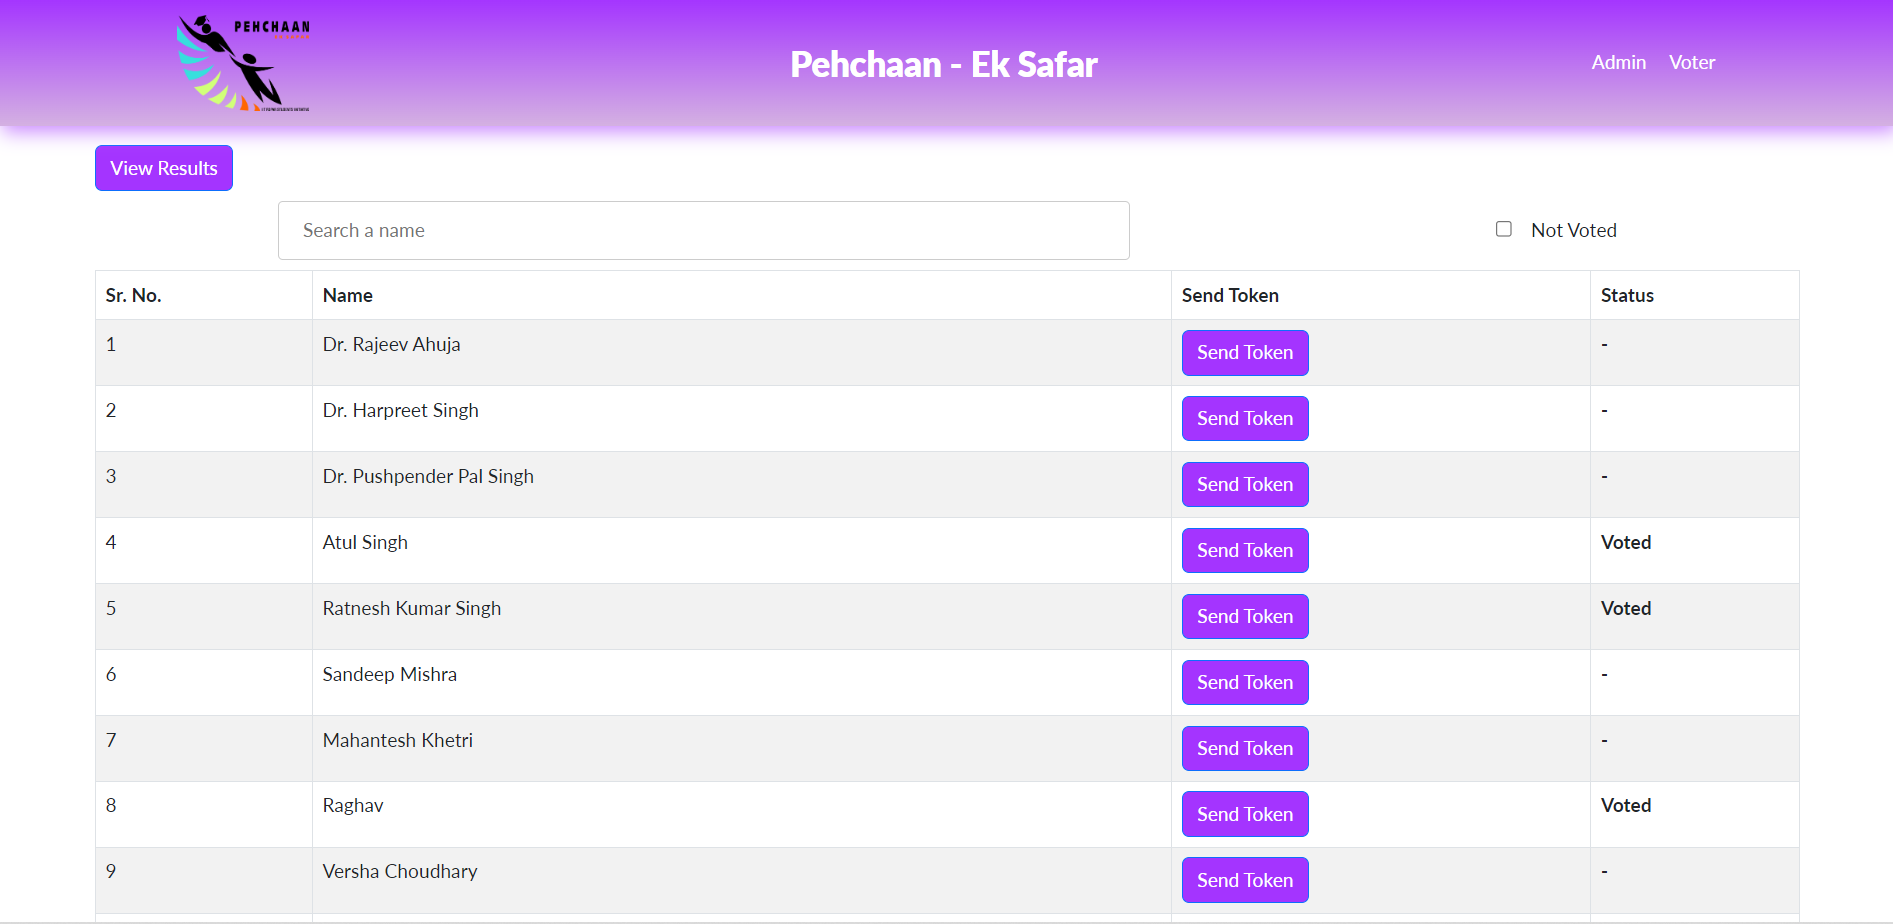 PEHCHAAN
Pehchaan - Ek Safar
Admin Voter
View Results
Search a name
Not Voted
Sr. No. Name Send Token Status
1 Dr. Rajeev Ahuja Send Token -
2 Dr. Harpreet Singh Send Token -
3 Dr. Pushpender Pal Singh Send Token -
4 Atul Singh Send Token Voted
5 Ratnesh Kumar Singh Send Token Voted
6 Sandeep Mishra Send Token -
7 Mahantesh Khetri Send Token -
8 Raghav Send Token Voted
9 Versha Choudhary Send Token -